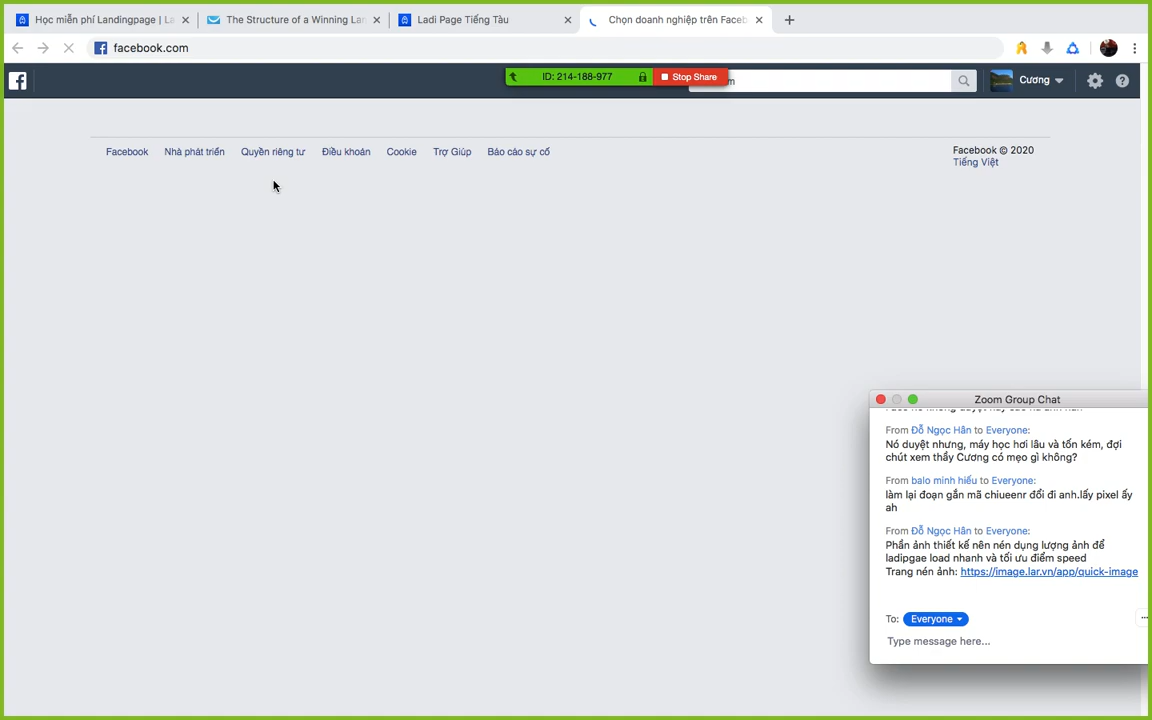 Học miễn phí Landingpage | La
The Structure of a Winning Lan
Ladi Page Tiếng Tàu
Chọn doanh nghiệp trên Faceb
facebook.com
ID: 214-188-977
Stop Share
m
Cương
Facebook
Nhà phát triển
Quyền riêng tư
Điều khoản
Cookie
Trợ Giúp
Báo cáo sự cố
Facebook © 2020
Tiếng Việt
Zoom Group Chat
From Đỗ Ngọc Hân to Everyone:
Nó duyệt nhưng, máy học hơi lâu và tốn kém, đợi
chút xem thầy Cương có mẹo gì không?
From balo minh hiếu to Everyone:
làm lại đoạn gắn mã chiueenr đổi đi anh.lấy pixel ấy
ah
From Đỗ Ngọc Hân to Everyone:
Phần ảnh thiết kế nên nén dụng lượng ảnh để
ladipgae load nhanh và tối ưu điểm speed
Trang nén ảnh: https://image.lar.vn/app/quick-image
To: Everyone
Type message here...